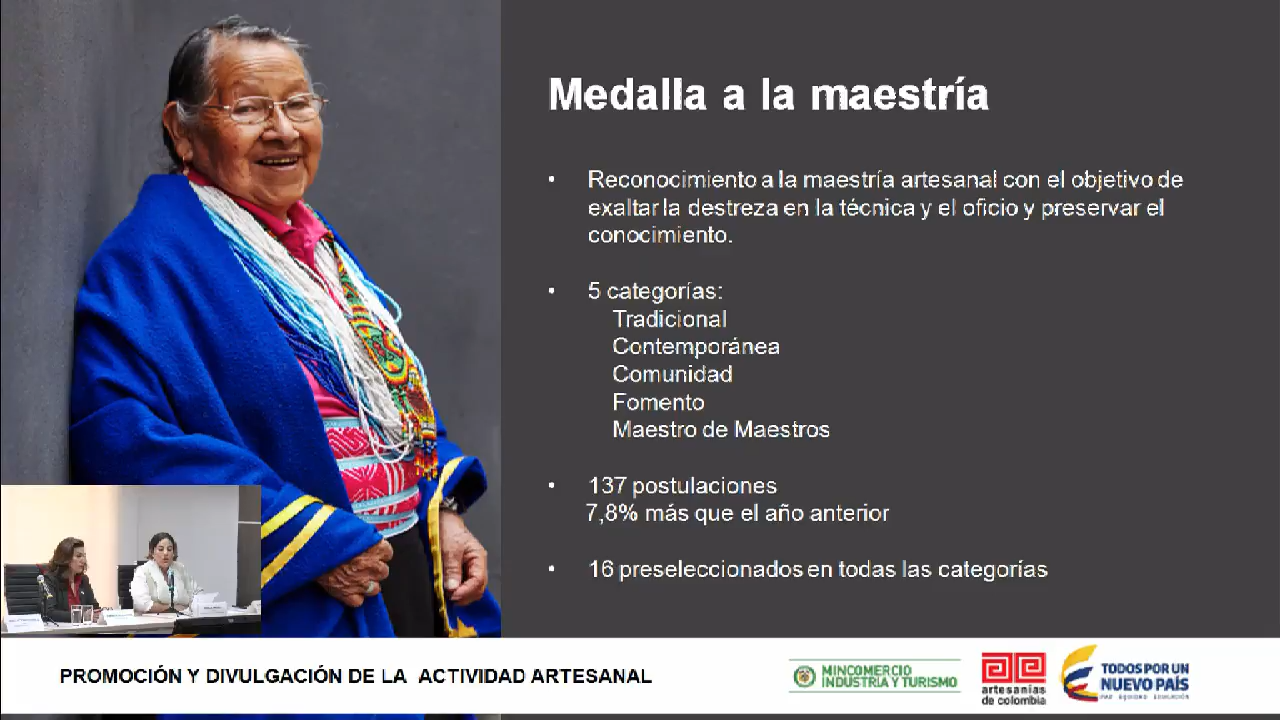 Medalla a la maestría
• Reconocimiento a la maestría artesanal con el objetivo de
exaltar la destreza en la técnica y el oficio y preservar el
conocimiento.
• 5 categorías:
Tradicional
Contemporánea
Comunidad
Fomento
Maestro de Maestros
• 137 postulaciones
7,8% más que el año anterior
• 16 preseleccionados en todas las categorías
PROMOCIÓN Y DIVULGACIÓN DE LA ACTIVIDAD ARTESANAL
MINCOMERCIO
INDUSTRIA Y TURISMO
artesanías
de colombia
TODOS POR UN
NUEVO PAÍS
PAZ EQUIDAD EDUCACIÓN